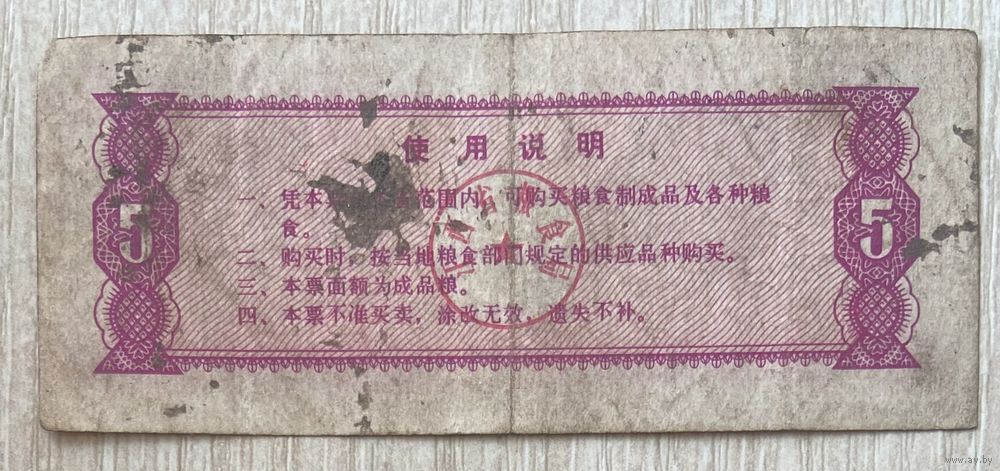 使用说明
5
5
一、凭本 范围内，可购买粮食制成品及各种粮
食。
二、购买时，按当地粮食部门规定的供应品种购买。
三、本票面额为成品粮。
四、本票不准买卖，涂改无效，遗失不补。
www.ay.by